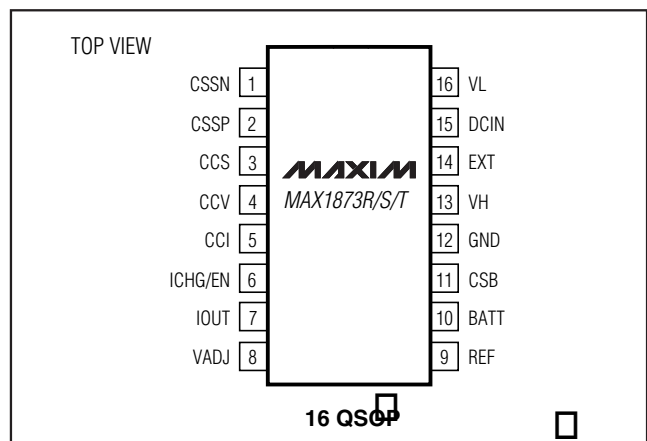 TOP VIEW
CSSN 1
CSSP 2
CCS 3
CCV 4
CCI 5
ICHG/EN 6
IOUT 7
VADJ 8
MAXIM
MAX1873R/S/T
16 VL
15 DCIN
14 EXT
13 VH
12 GND
11 CSB
10 BATT
9 REF
16 QSOP